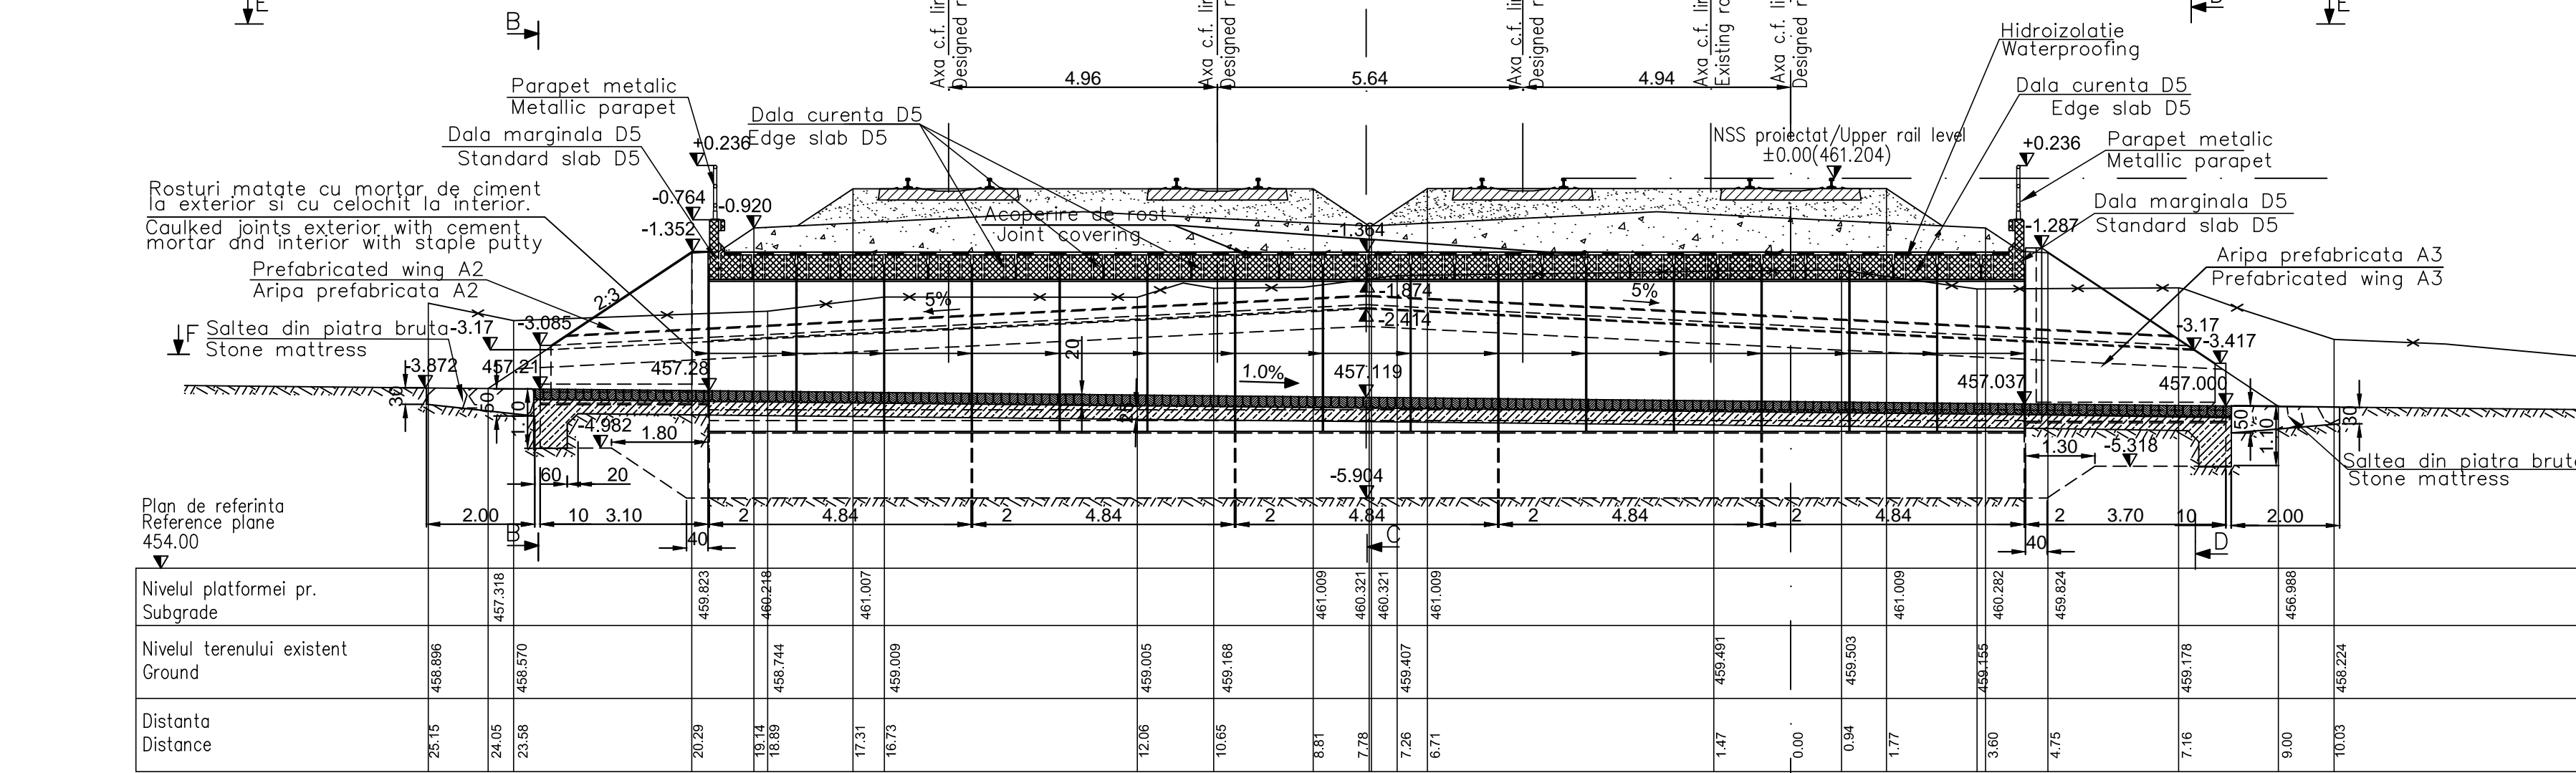 E
B
Axa c.f.
Designed
Axa c.f.
Designed
Axa c.f.
Designed
Axa c.f.
Existing
Axa c.f.
Designed
E
4.96
5.64
4.94
Hidroizolatie
Waterproofing
Parapet metalic
Metallic parapet
Dala marginala D5
Standard slab D5
Dala curenta D5
Edge slab D5
NSS proiectat/Upper rail level
±0.00(461.204)
Dala curenta D5
Edge slab D5
Parapet metalic
Metallic parapet
+0.236
+0.236
Rosturi matate cu mortar de ciment
la exterior si cu celochit la interior.
Caulked joints exterior with cement
mortar and interior with staple putty
-0.764
-0.920
-1.352
Acoperire de rost
Joint covering
-1.364
-1.287
Dala marginala D5
Standard slab D5
Prefabricated wing A2
Aripa prefabricata A2
Aripa prefabricata A3
Prefabricated wing A3
2:3
5%
-1.874
5%
-2.414
F
Saltea din piatra bruta
Stone mattress
-3.17
-3.085
-3.17
-3.417
-3.872
457.21
457.28
20
1.0%
457.119
457.037
457.000
30
50
-4.982
1.80
1.30
-5.318
50
1.10
30
60
20
-5.904
Saltea din piatra
Stone mattress
Plan de referinta
Reference plane
454.00
2.00
10
3.10
2
4.84
2
4.84
2
4.84
2
4.84
2
4.84
2
3.70
10
2.00
B
40
C
40
D
Nivelul platformei pr.
Subgrade
457.318
459.823
460.218
461.007
461.009
460.321
460.321
461.009
461.009
460.282
459.824
456.988
Nivelul terenului existent
Ground
458.896
458.570
458.744
459.009
459.005
459.168
459.407
459.491
459.503
459.155
459.178
458.224
Distanta
Distance
25.15
24.05
23.58
20.29
19.14
18.89
17.31
16.73
12.06
10.65
8.81
7.78
7.26
6.71
1.47
0.00
0.94
1.77
3.60
4.75
7.16
9.00
10.03